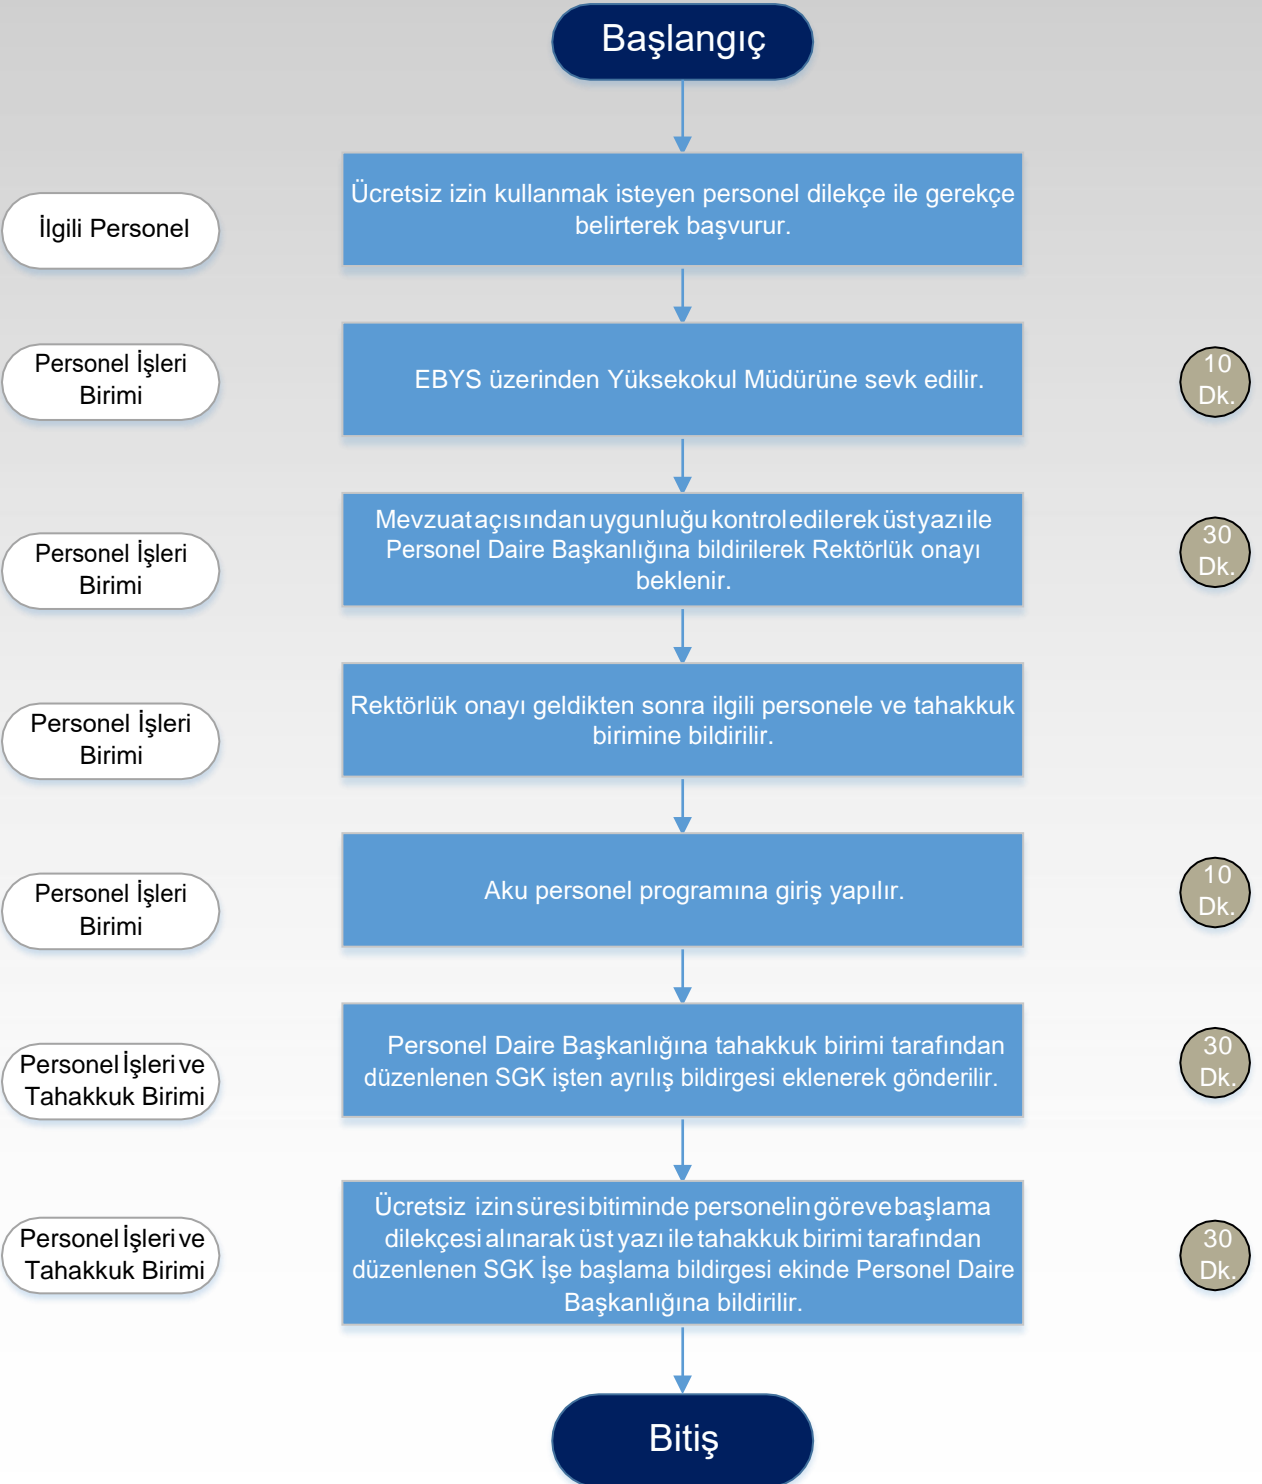 Başlangıç
İlgili Personel
Ücretsiz izin kullanmak isteyen personel dilekçe ile gerekçe
belirterek başvurur.
Personel İşleri
Birimi
EBYS üzerinden Yüksekokul Müdürüne sevk edilir.
10
Dk.
Personel İşleri
Birimi
Mevzuat açısından uygunluğu kontrol edilerek üst yazı ile
Personel Daire Başkanlığına bildirilerek Rektörlük onayı
beklenir.
30
Dk.
Personel İşleri
Birimi
Rektörlük onayı geldikten sonra ilgili personele ve tahakkuk
birimine bildirilir.
Personel İşleri
Birimi
Aku personel programına giriş yapılır.
10
Dk.
Personel İşleri ve
Tahakkuk Birimi
Personel Daire Başkanlığına tahakkuk birimi tarafından
düzenlenen SGK işten ayrılış bildirgesi eklenerek gönderilir.
30
Dk.
Personel İşleri ve
Tahakkuk Birimi
Ücretsiz izin süresi bitiminde personelin göreve başlama
dilekçesi alınarak üst yazı ile tahakkuk birimi tarafından
düzenlenen SGK İşe başlama bildirgesi ekinde Personel Daire
Başkanlığına bildirilir.
30
Dk.
Bitiş